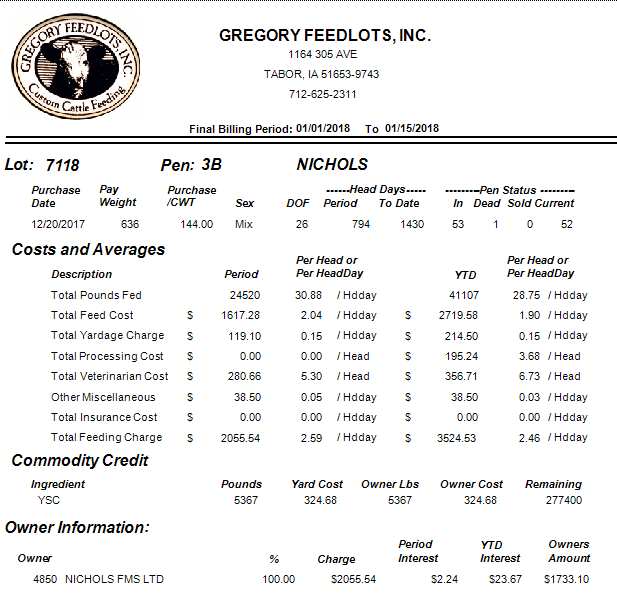 GREGORY FEEDLOTS, INC.
Custom Cattle Feeding
GREGORY FEEDLOTS, INC.
1164 305 AVE
TABOR, IA 51653-9743
712-625-2311
Final Billing Period: 01/01/2018 To 01/15/2018
Lot: 7118 Pen: 3B NICHOLS
Purchase Pay Purchase ------Head Days----- --------Pen Status --------
Date Weight /CWT Sex DOF Period To Date In Dead Sold Current
12/20/2017 636 144.00 Mix 26 794 1430 53 1 0 52
Costs and Averages
Per Head or Per Head or
Description Period Per HeadDay YTD Per HeadDay
Total Pounds Fed 24520 30.88 / Hdday 41107 28.75 / Hdday
Total Feed Cost $ 1617.28 2.04 / Hdday $ 2719.58 1.90 / Hdday
Total Yardage Charge $ 119.10 0.15 / Hdday $ 214.50 0.15 / Hdday
Total Processing Cost $ 0.00 0.00 / Head $ 195.24 3.68 / Head
Total Veterinarian Cost $ 280.66 5.30 / Head $ 356.71 6.73 / Head
Other Miscellaneous $ 38.50 0.05 / Hdday $ 38.50 0.03 / Hdday
Total Insurance Cost $ 0.00 0.00 / Hdday $ 0.00 0.00 / Hdday
Total Feeding Charge $ 2055.54 2.59 / Hdday $ 3524.53 2.46 / Hdday
Commodity Credit
Ingredient Pounds Yard Cost Owner Lbs Owner Cost Remaining
YSC 5367 324.68 5367 324.68 277400
Owner Information:
Period YTD Owners
Owner % Charge Interest Interest Amount
4850 NICHOLS FMS LTD 100.00 $2055.54 $2.24 $23.67 $1733.10